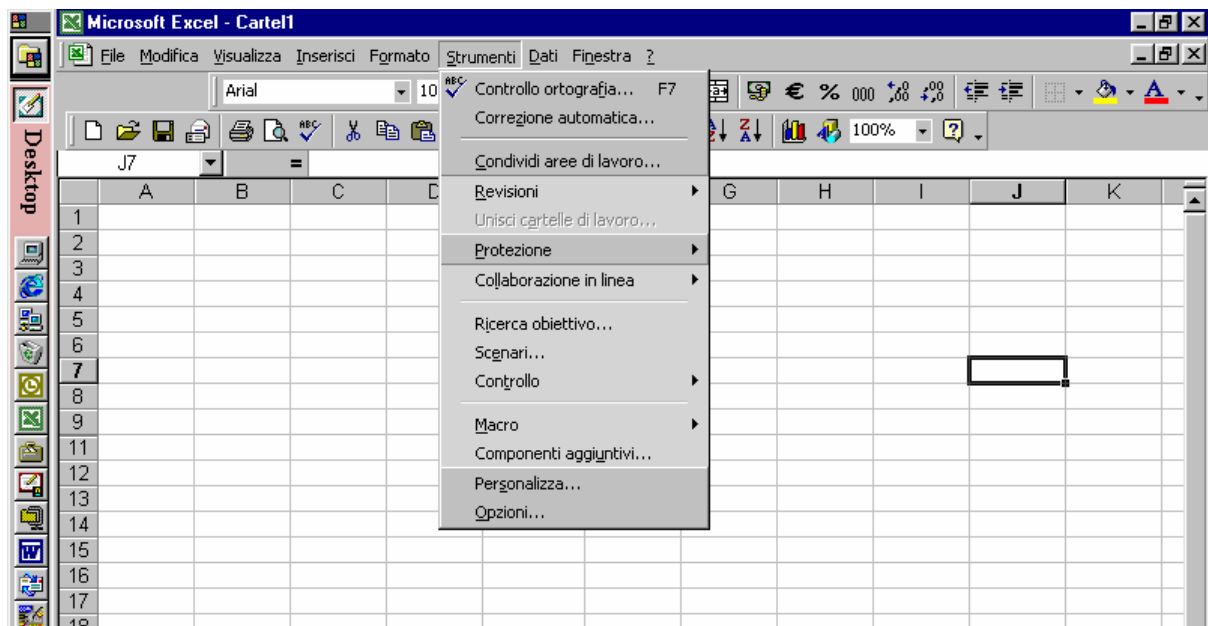 Microsoft Excel - Cartel1
File Modifica Visualizza Inserisci Formato Strumenti Dati Finestra ?
Arial 10 € % 000
100%
J7 =
Desktop
A B C D G H I J K
Controllo ortografia... F7
Correzione automatica...
Condividi aree di lavoro...
Revisioni
Unisci cartelle di lavoro...
Protezione
Collaborazione in linea
Ricerca obiettivo...
Scenari...
Controllo
Macro
Componenti aggiuntivi...
Personalizza...
Opzioni...
1
2
3
4
5
6
7
8
9
11
12
13
14
15
16
17
18